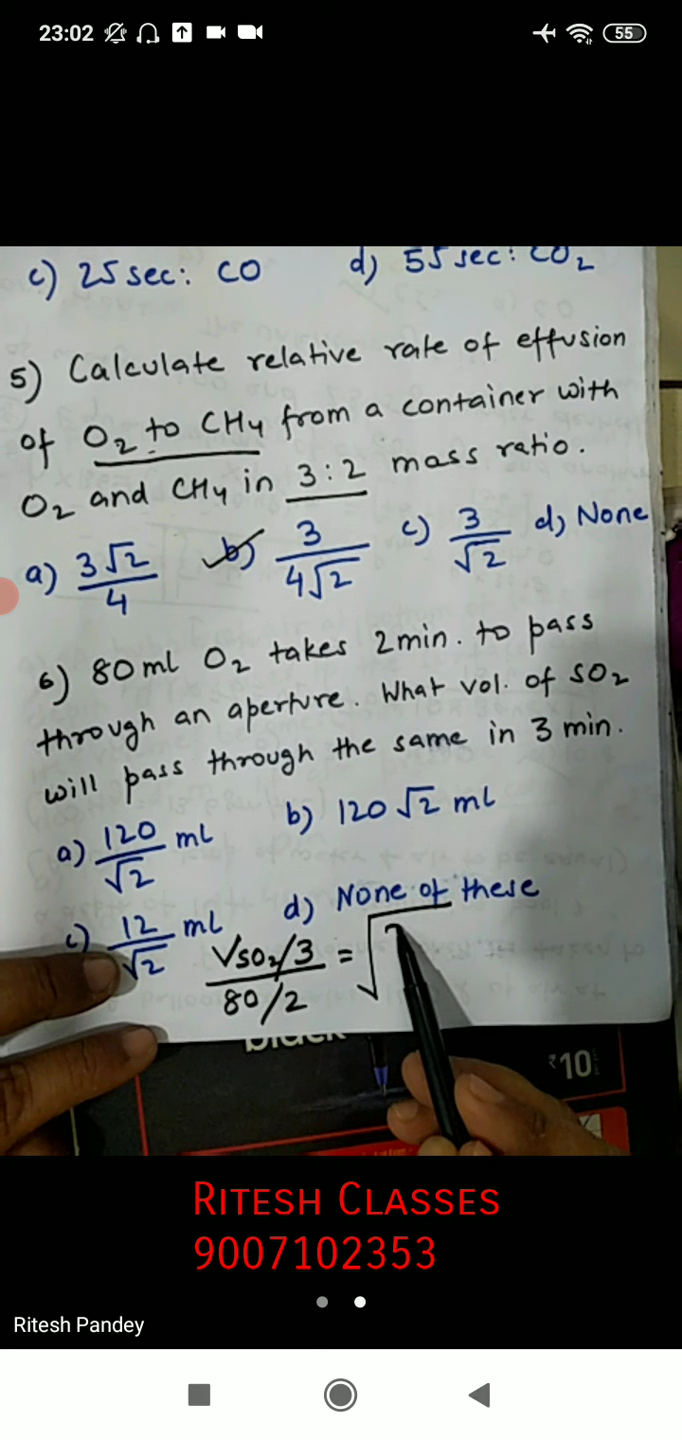 23:02
55
c) 25 sec: CO d) 55 sec: CO₂
5) Calculate relative rate of effusion
of O₂ to CH₄ from a container with
O₂ and CH₄ in 3:2 mass ratio.
a) 3√2/4 b) 3/4√2 c) 3/√2 d) None
6) 80 ml O₂ takes 2 min. to pass
through an aperture. What vol. of SO₂
will pass through the same in 3 min.
a) 120/√2 ml b) 120√2 ml
c) 12/√2 ml d) None of these
V SO₂/3 / 80/2 = √
₹10
RITESH CLASSES
9007102353
Ritesh Pandey